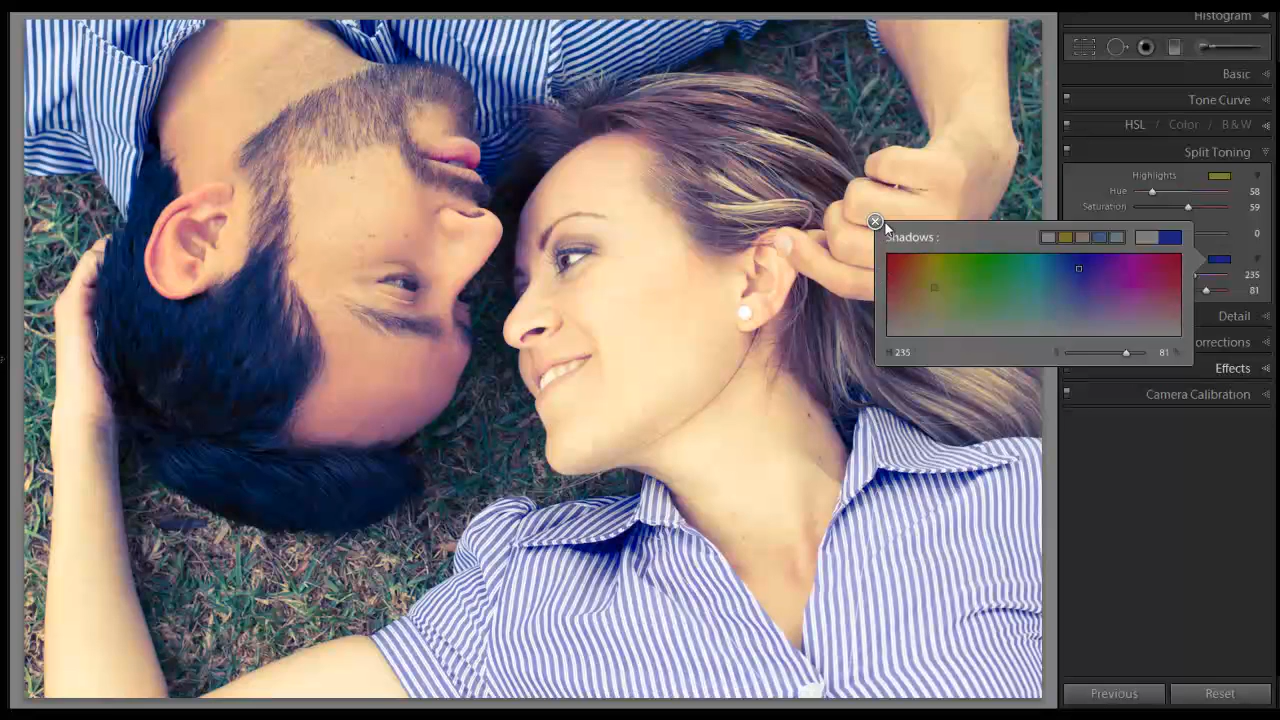 Histogram
Basic
Tone Curve
HSL / Color / B & W
Split Toning
Highlights
Hue 58
Saturation 59
0
Shadows :
235
81
H 235 S 81 %
Detail
orrections
Effects
Camera Calibration
Previous Reset